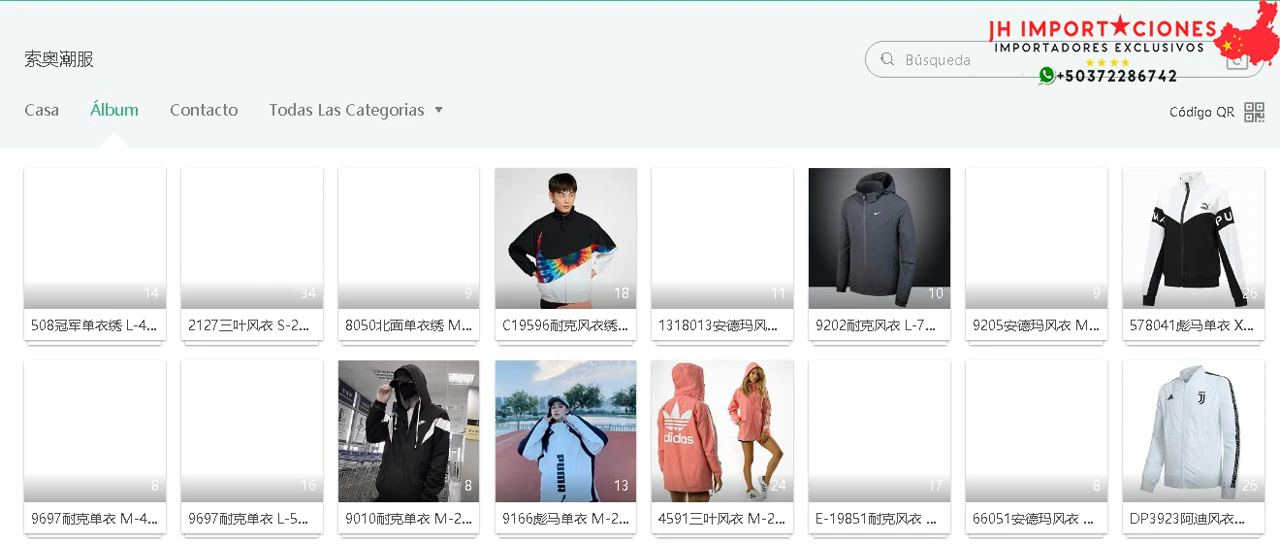 JH IMPORT★CIONES
IMPORTADORES EXCLUSIVOS
★★★★
+50372286742
索奥潮服
Búsqueda
Casa
Álbum
Contacto
Todas Las Categorias
Código QR
14
34
9
18
11
10
9
26
508冠军单衣绣 L-4...
2127三叶风衣 S-2...
8050北面单衣绣 M...
C19596耐克风衣绣...
1318013安德玛风...
9202耐克风衣 L-7...
9205安德玛风衣 M...
578041彪马单衣 X...
8
16
8
13
24
17
8
26
adidas
PUMA
9697耐克单衣 M-4...
9697耐克单衣 L-5...
9010耐克单衣 M-2...
9166彪马单衣 M-2...
4591三叶风衣 M-2...
E-19851耐克风衣 ...
66051安德玛风衣 ...
DP3923阿迪风衣...